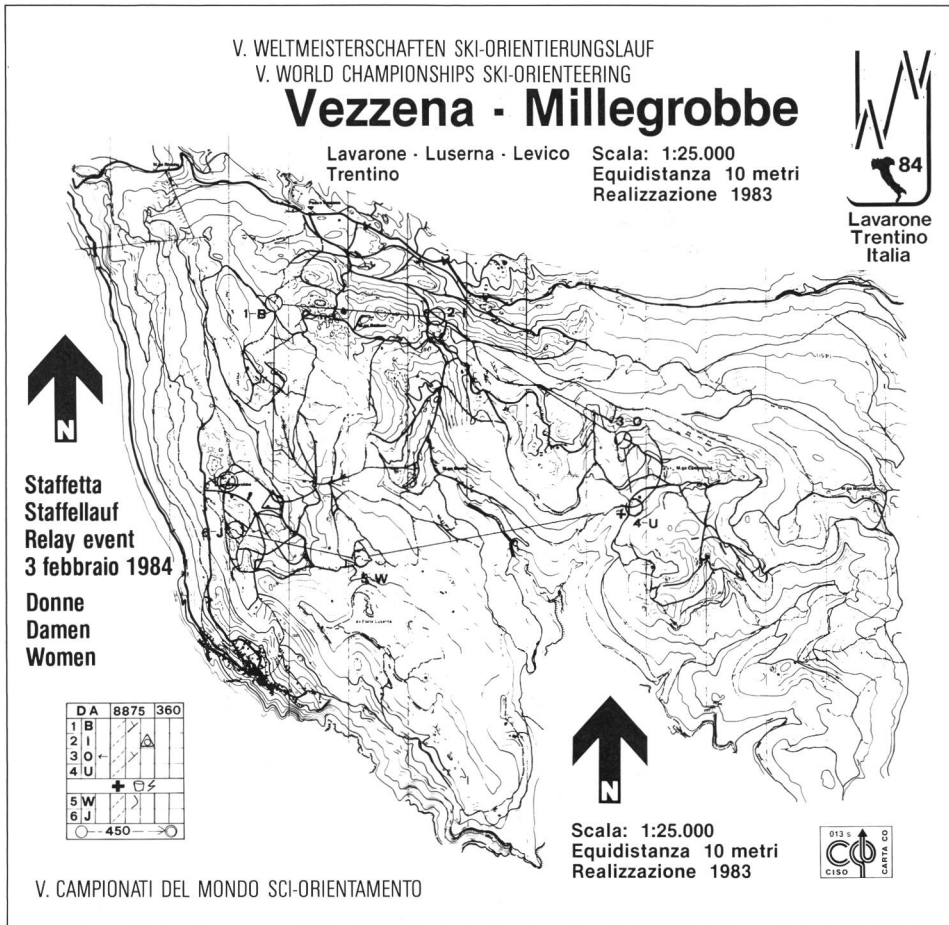 V. WELTMEISTERSCHAFTEN SKI-ORIENTIERUNGSLAUF
V. WORLD CHAMPIONSHIPS SKI-ORIENTEERING
Vezzena - Millegrobbe
Lavarone - Luserna - Levico
Trentino
Scala: 1:25.000
Equidistanza 10 metri
Realizzazione 1983
84
Lavarone
Trentino
Italia
1-B
2-I
3-O
4-U
5 W
6 J
N
Staffetta
Staffellauf
Relay event
3 febbraio 1984
Donne
Damen
Women
D A 8875 360
1 B
2 I
3 O
4 U
5 W
6 J
450
N
Scala: 1:25.000
Equidistanza 10 metri
Realizzazione 1983
013 s
CISO
CARTA CO
V. CAMPIONATI DEL MONDO SCI-ORIENTAMENTO